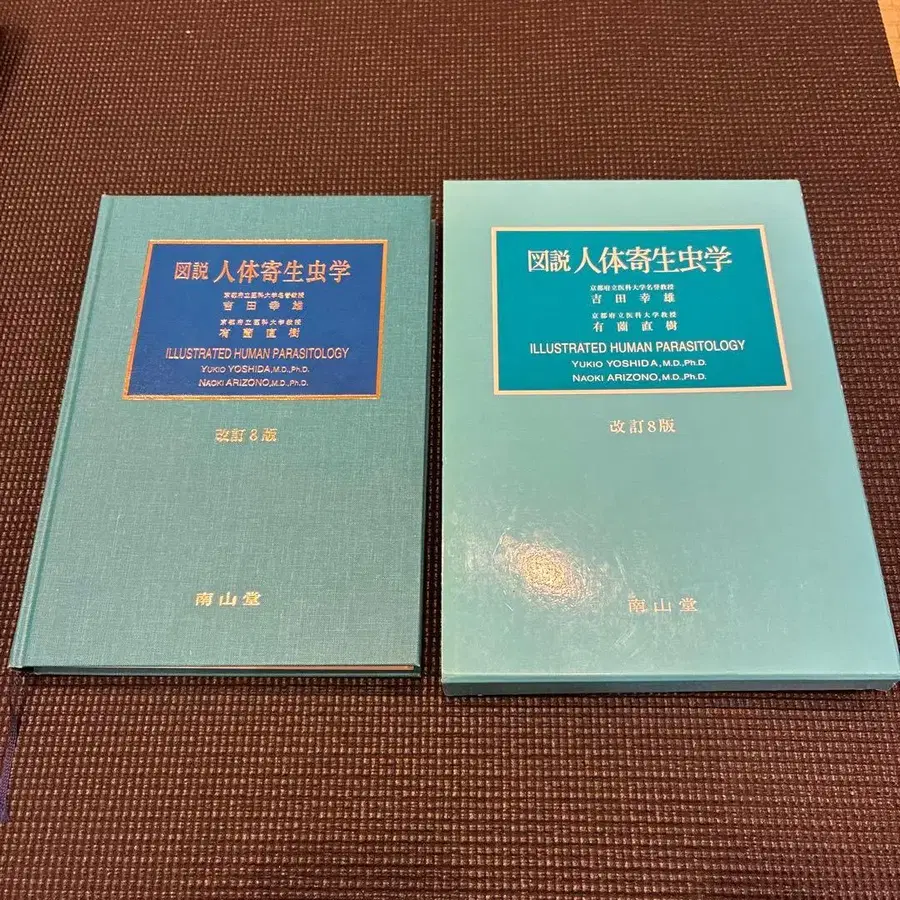 図説 人体寄生虫学
京都府立医科大学名誉教授
吉田幸雄
京都府立医科大学教授
有薗直樹
ILLUSTRATED HUMAN PARASITOLOGY
YUKIO YOSHIDA, M.D., Ph.D.
NAOKI ARIZONO, M.D., Ph.D.
改訂8版
南山堂
図説 人体寄生虫学
京都府立医科大学名誉教授
吉田幸雄
京都府立医科大学教授
有薗直樹
ILLUSTRATED HUMAN PARASITOLOGY
YUKIO YOSHIDA, M.D., Ph.D.
NAOKI ARIZONO, M.D., Ph.D.
改訂8版
南山堂